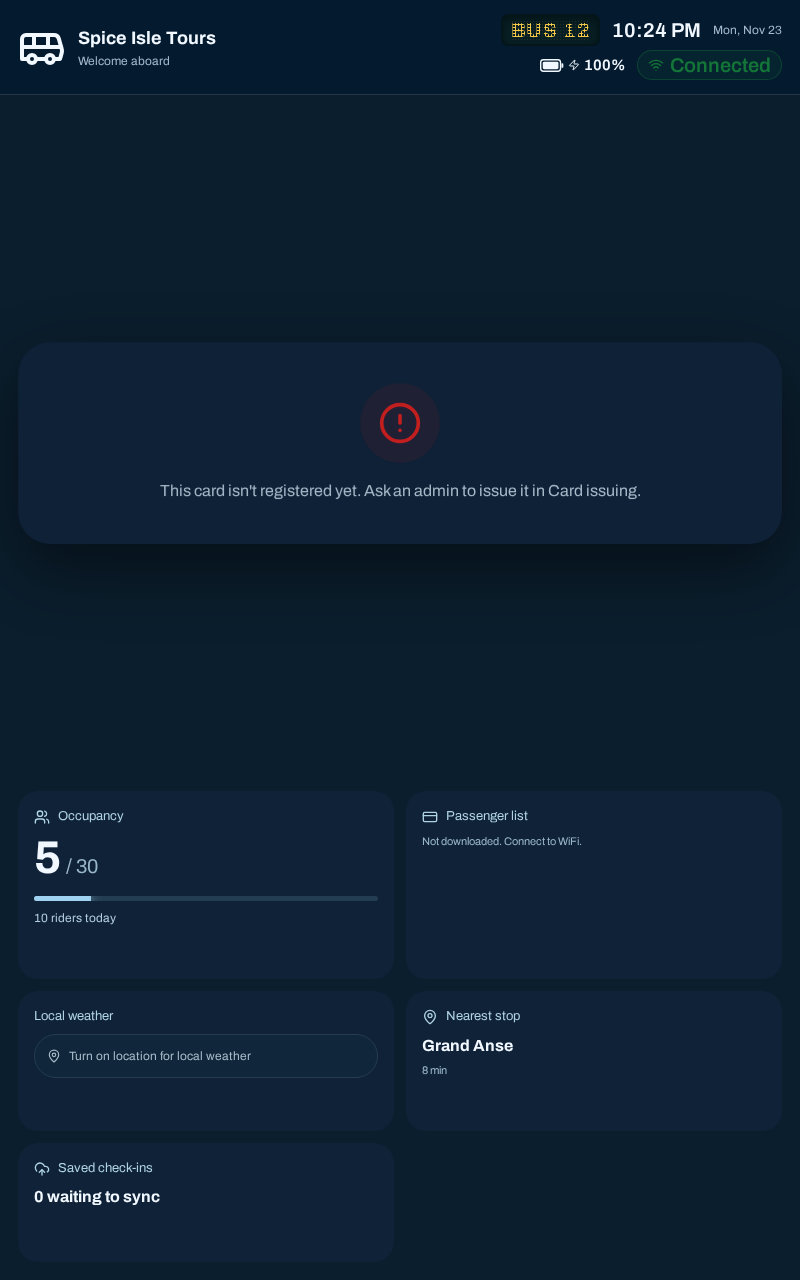 Spice Isle Tours
Welcome aboard
BUS 12
10:24 PM
Mon, Nov 23
100%
Connected
This card isn't registered yet. Ask an admin to issue it in Card issuing.
Occupancy
5 / 30
10 riders today
Passenger list
Not downloaded. Connect to WiFi.
Local weather
Turn on location for local weather
Nearest stop
Grand Anse
8 min
Saved check-ins
0 waiting to sync